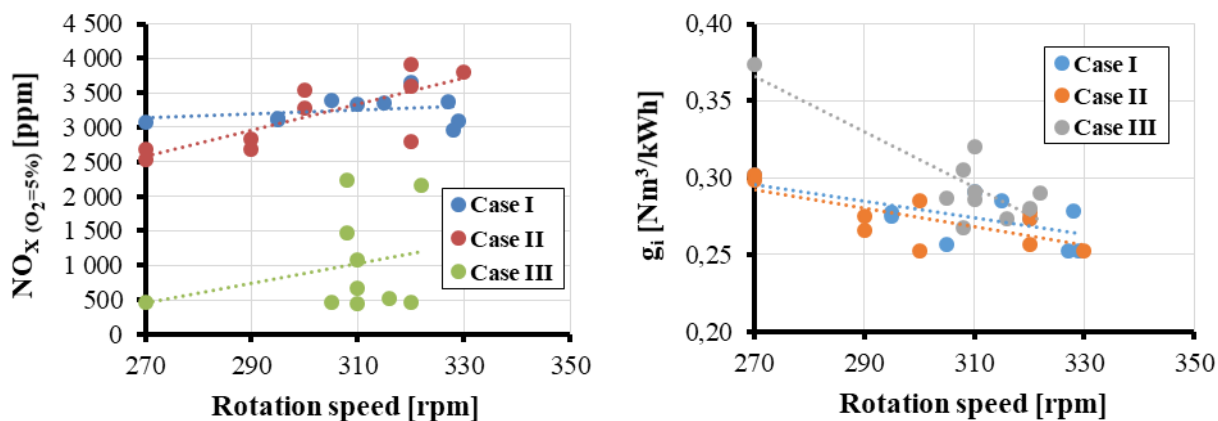 NOX (O2=5%) [ppm]
4 500
4 000
3 500
3 000
2 500
2 000
1 500
1 000
500
0
270
290
310
330
350
Rotation speed [rpm]
Case I
Case II
Case III
gi [Nm³/kWh]
0,40
0,35
0,30
0,25
0,20
270
290
310
330
350
Rotation speed [rpm]
Case I
Case II
Case III